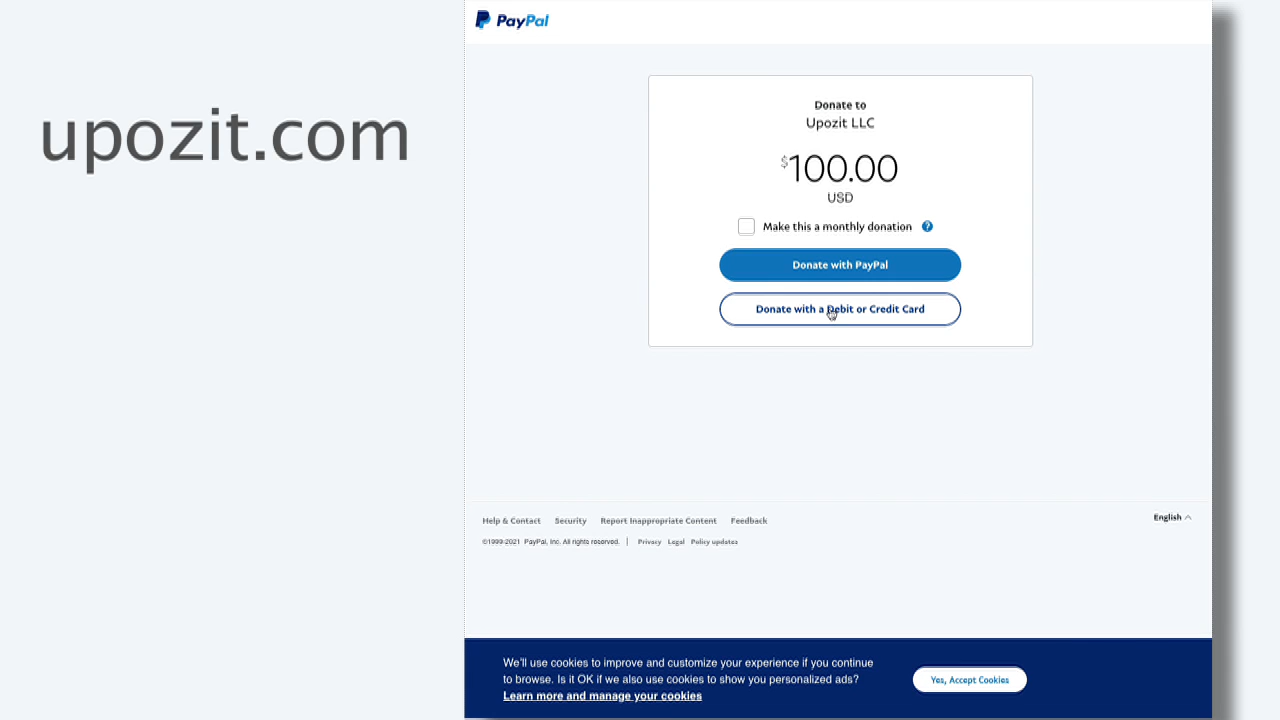 upozit.com
PayPal
Donate to
Upozit LLC
$100.00
USD
Make this a monthly donation ?
Donate with PayPal
Donate with a Debit or Credit Card
Help & Contact Security Report Inappropriate Content Feedback
English
©1999-2021 PayPal, Inc. All rights reserved. | Privacy Legal Policy updates
We'll use cookies to improve and customize your experience if you continue
to browse. Is it OK if we also use cookies to show you personalized ads?
Learn more and manage your cookies
Yes, Accept Cookies